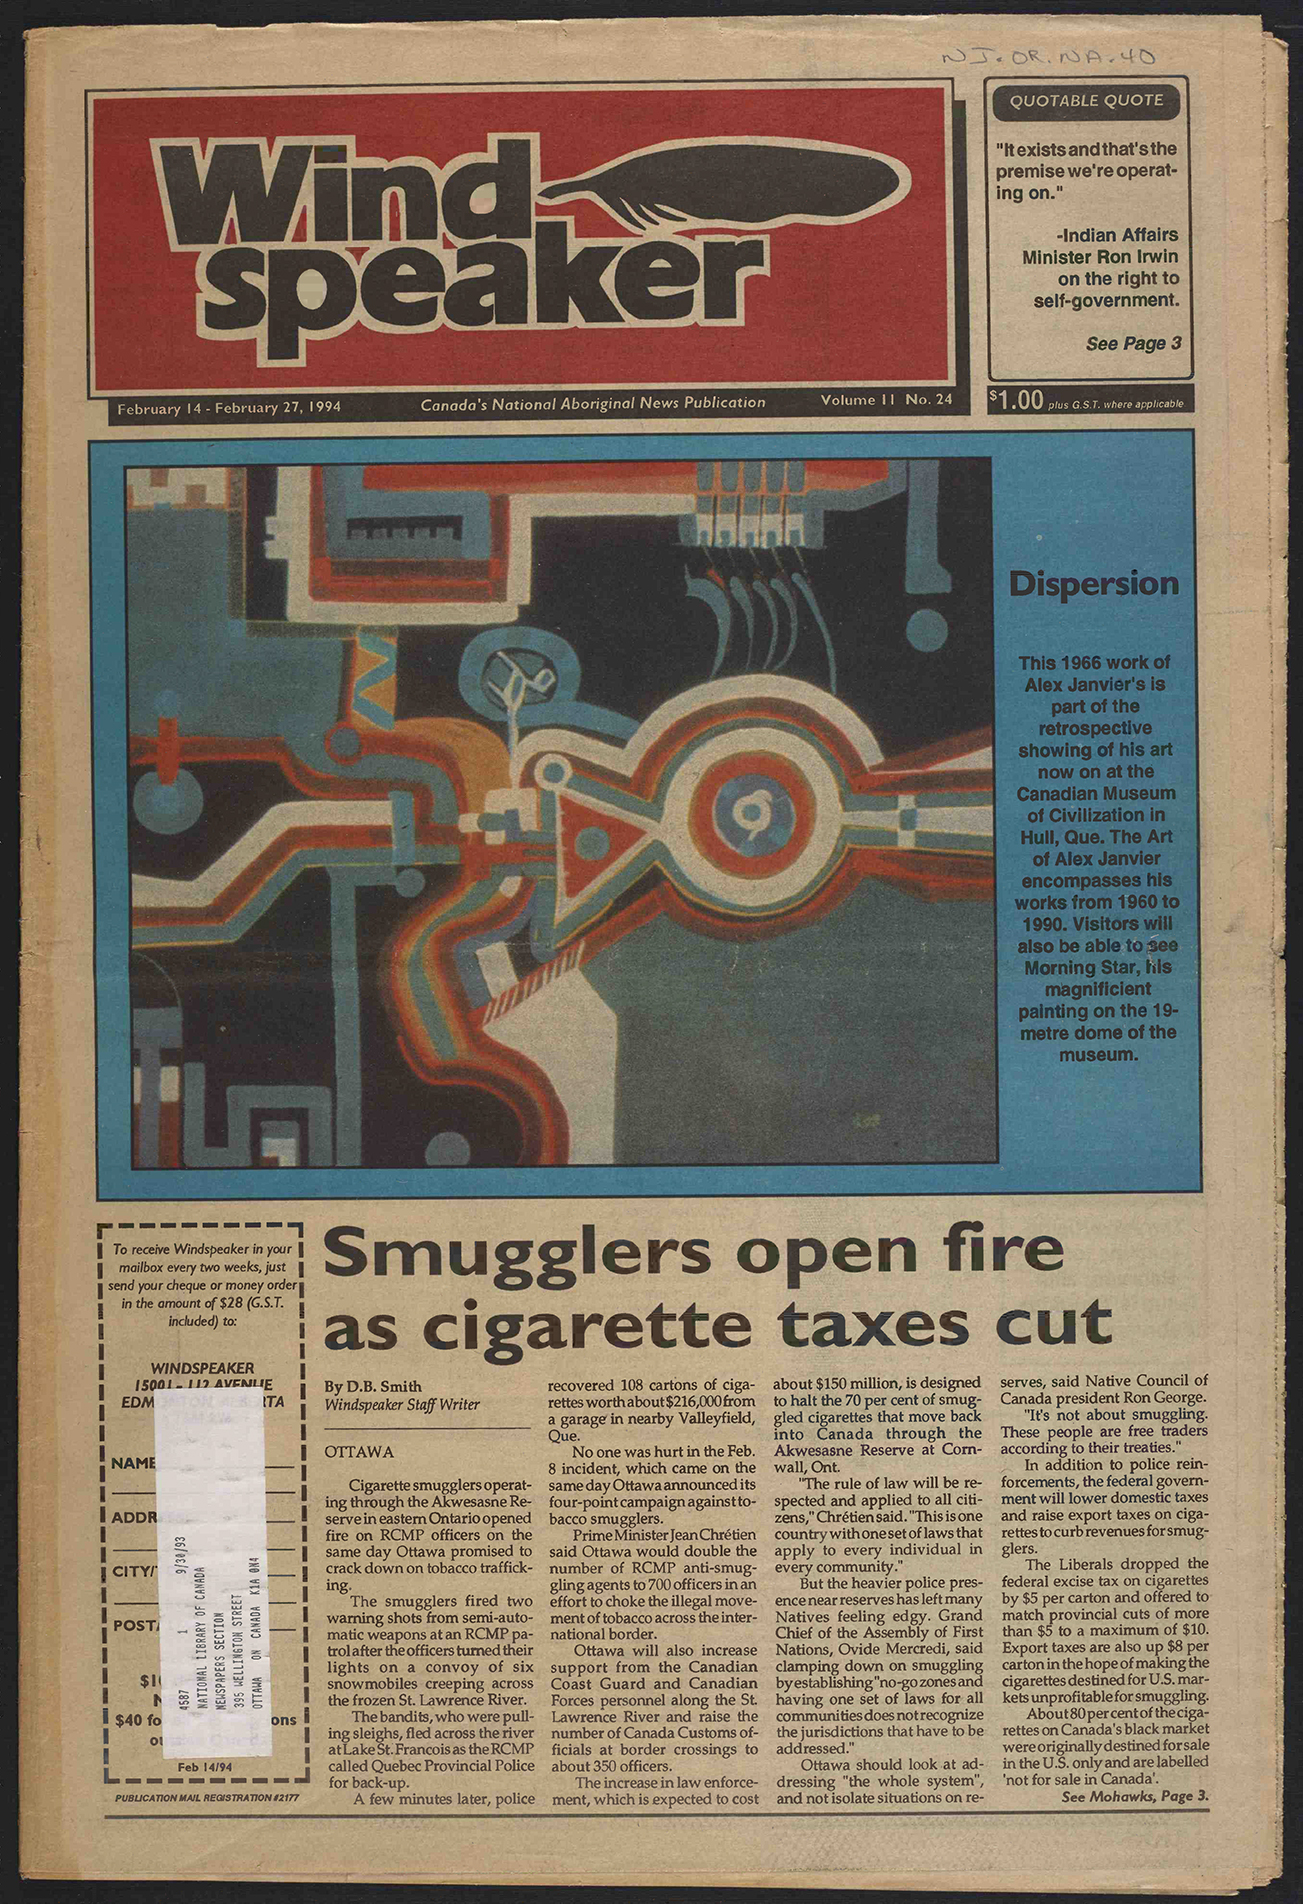 NJ.OR.NA.40
Wind
speaker
QUOTABLE QUOTE
"It exists and that's the
premise we're operat-
ing on."
-Indian Affairs
Minister Ron Irwin
on the right to
self-government.
See Page 3
February 14 - February 27, 1994
Canada's National Aboriginal News Publication
Volume 11 No. 24
$1.00 plus G.S.T. where applicable
Dispersion
This 1966 work of
Alex Janvier's is
part of the
retrospective
showing of his art
now on at the
Canadian Museum
of Civilization in
Hull, Que. The Art
of Alex Janvier
encompasses his
works from 1960 to
1990. Visitors will
also be able to see
Morning Star, his
magnificient
painting on the 19-
metre dome of the
museum.
To receive Windspeaker in your
mailbox every two weeks, just
send your cheque or money order
in the amount of $28 (G.S.T.
included) to:
WINDSPEAKER
15001 - 112 AVENUE
NAME
$40 fo
Feb 14/94
PUBLICATION MAIL REGISTRATION #2177
4587 1 9/30/93
NATIONAL LIBRARY OF CANADA
NEWSPAPERS SECTION
395 WELLINGTON STREET
OTTAWA ON CANADA K1A 0N4
Smugglers open fire
as cigarette taxes cut
By D.B. Smith
Windspeaker Staff Writer
OTTAWA
Cigarette smugglers operat-
ing through the Akwesasne Re-
serve in eastern Ontario opened
fire on RCMP officers on the
same day Ottawa promised to
crack down on tobacco traffick-
ing.
The smugglers fired two
warning shots from semi-auto-
matic weapons at an RCMP pa-
trol after the officers turned their
lights on a convoy of six
snowmobiles creeping across
the frozen St. Lawrence River.
The bandits, who were pull-
ing sleighs, fled across the river
at Lake St. Francois as the RCMP
called Quebec Provincial Police
for back-up.
A few minutes later, police
recovered 108 cartons of ciga-
rettes worth about $216,000 from
a garage in nearby Valleyfield,
Que.
No one was hurt in the Feb.
8 incident, which came on the
same day Ottawa announced its
four-point campaign against to-
bacco smugglers.
Prime Minister Jean Chrétien
said Ottawa would double the
number of RCMP anti-smug-
gling agents to 700 officers in an
effort to choke the illegal move-
ment of tobacco across the inter-
national border.
Ottawa will also increase
support from the Canadian
Coast Guard and Canadian
Forces personnel along the St.
Lawrence River and raise the
number of Canada Customs of-
ficials at border crossings to
about 350 officers.
The increase in law enforce-
ment, which is expected to cost
about $150 million, is designed
to halt the 70 per cent of smug-
gled cigarettes that move back
into Canada through the
Akwesasne Reserve at Corn-
wall, Ont.
"The rule of law will be re-
spected and applied to all citi-
zens," Chrétien said. "This is one
country with one set of laws that
apply to every individual in
every community."
But the heavier police pres-
ence near reserves has left many
Natives feeling edgy. Grand
Chief of the Assembly of First
Nations, Ovide Mercredi, said
clamping down on smuggling
by establishing "no-go zones and
having one set of laws for all
communities does not recognize
the jurisdictions that have to be
addressed."
Ottawa should look at ad-
dressing "the whole system",
and not isolate situations on re-
serves, said Native Council of
Canada president Ron George.
"It's not about smuggling.
These people are free traders
according to their treaties."
In addition to police rein-
forcements, the federal govern-
ment will lower domestic taxes
and raise export taxes on ciga-
rettes to curb revenues for smug-
glers.
The Liberals dropped the
federal excise tax on cigarettes
by $5 per carton and offered to
match provincial cuts of more
than $5 to a maximum of $10.
Export taxes are also up $8 per
carton in the hope of making the
cigarettes destined for U.S. mar-
kets unprofitable for smuggling.
About 80 per cent of the ciga-
rettes on Canada's black market
were originally destined for sale
in the U.S. only and are labelled
'not for sale in Canada'.
See Mohawks, Page 3.